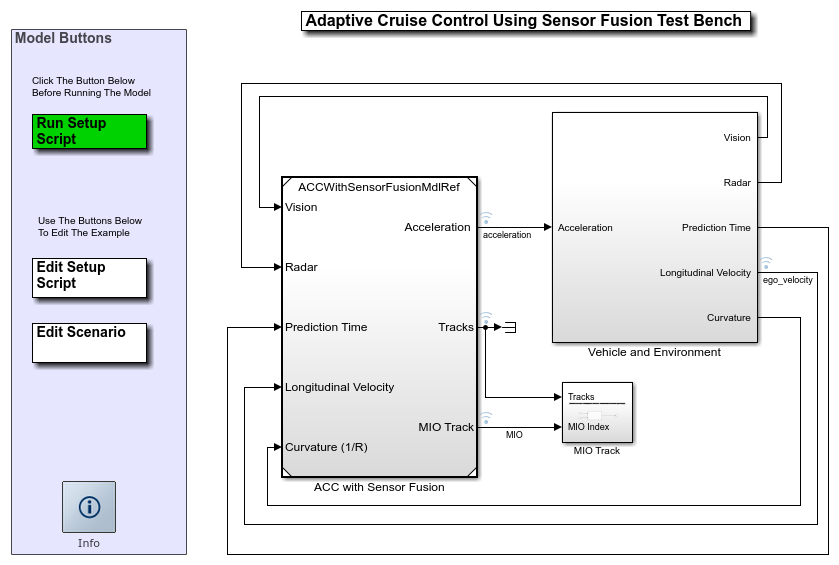 Adaptive Cruise Control Using Sensor Fusion Test Bench
Model Buttons
Click The Button Below
Before Running The Model
Run Setup
Script
Use The Buttons Below
To Edit The Example
Edit Setup
Script
Edit Scenario
Info
ACCWithSensorFusionMdlRef
Vision
Radar
Prediction Time
Longitudinal Velocity
Curvature (1/R)
Acceleration
Tracks
MIO Track
ACC with Sensor Fusion
acceleration
MIO
Acceleration
Vision
Radar
Prediction Time
Longitudinal Velocity
Curvature
Vehicle and Environment
ego_velocity
Tracks
MIO Index
MIO Track